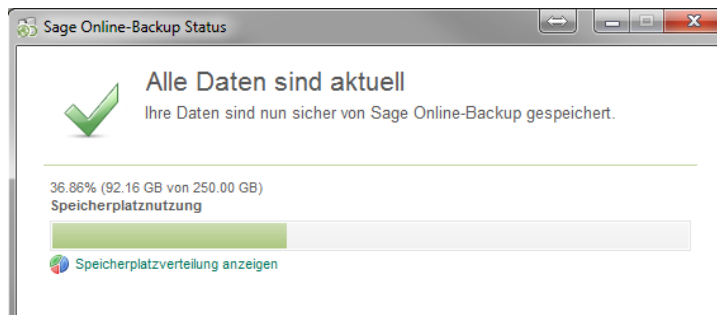 Sage Online-Backup Status
Alle Daten sind aktuell
Ihre Daten sind nun sicher von Sage Online-Backup gespeichert.
36.86% (92.16 GB von 250.00 GB)
Speicherplatznutzung
Speicherplatzverteilung anzeigen